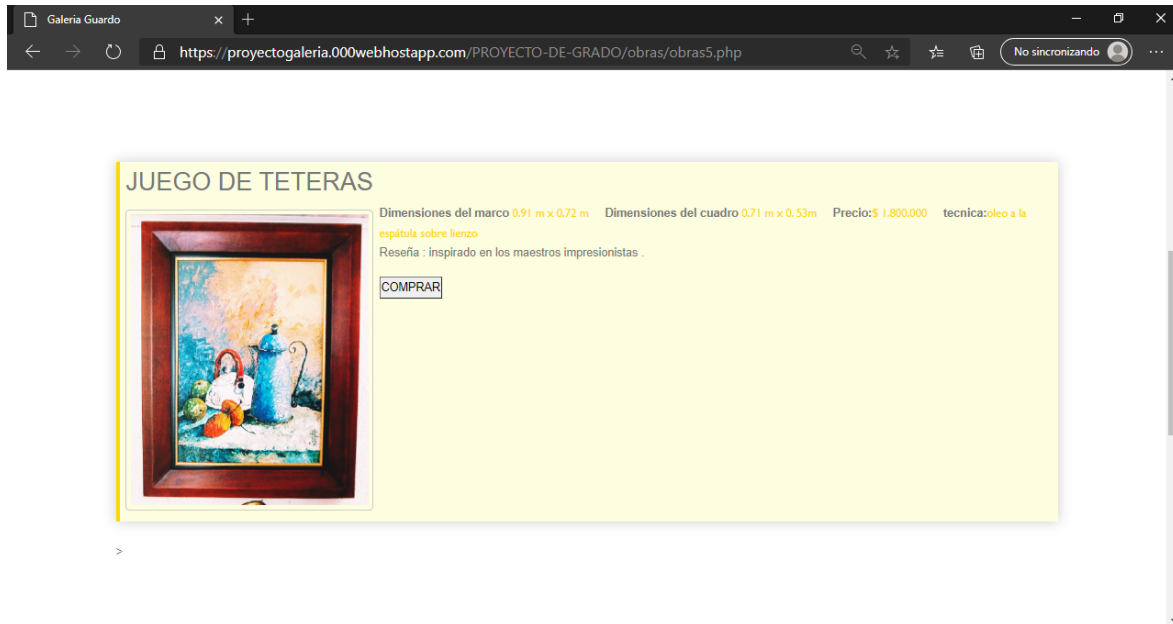 Galeria Guardo
https://proyectogaleria.000webhostapp.com/PROYECTO-DE-GRADO/obras/obras5.php
No sincronizando
JUEGO DE TETERAS
Dimensiones del marco 0.91 m x 0.72 m Dimensiones del cuadro 0.71 m x 0. 53m Precio:$ 1.800.000 tecnica:oleo a la
espátula sobre lienzo
Reseña : inspirado en los maestros impresionistas .
COMPRAR
>